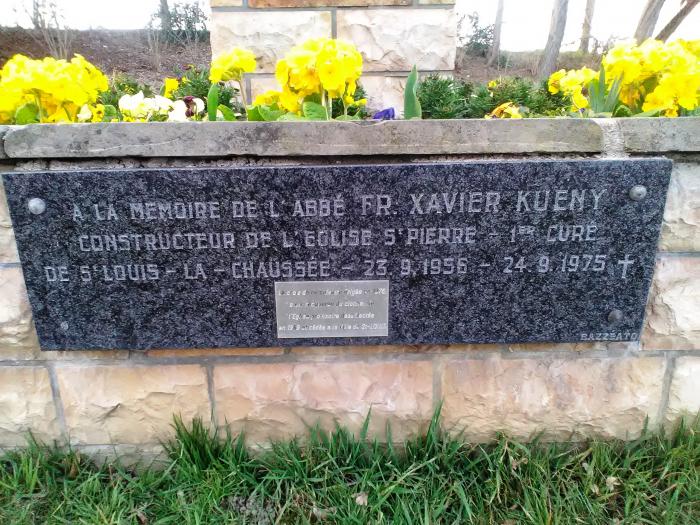 A LA MEMOIRE DE L'ABBÉ FR. XAVIER KUENY
CONSTRUCTEUR DE L'EGLISE ST PIERRE - 1ER CURÉ
DE ST LOUIS - LA - CHAUSSÉE - 23.9.1956 - 24.9.1975 †
BAZZEATO